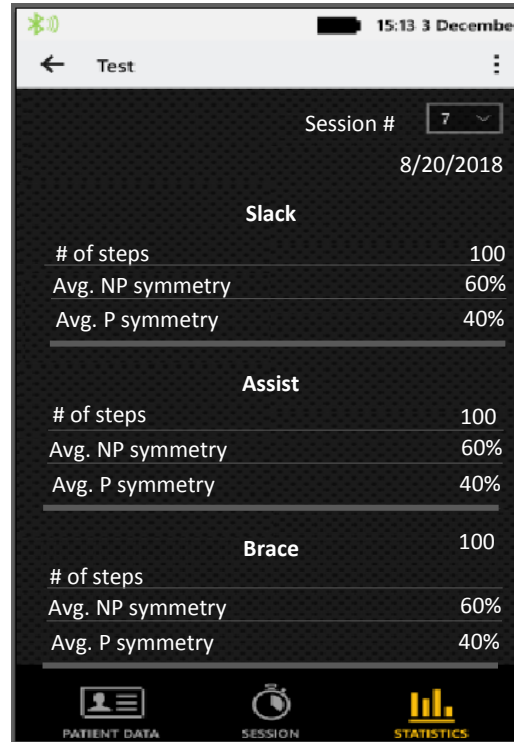 15:13 3 Decembe
Test
Session # 7
8/20/2018
Slack
# of steps 100
Avg. NP symmetry 60%
Avg. P symmetry 40%
Assist
# of steps 100
Avg. NP symmetry 60%
Avg. P symmetry 40%
Brace 100
# of steps
Avg. NP symmetry 60%
Avg. P symmetry 40%
PATIENT DATA SESSION STATISTICS